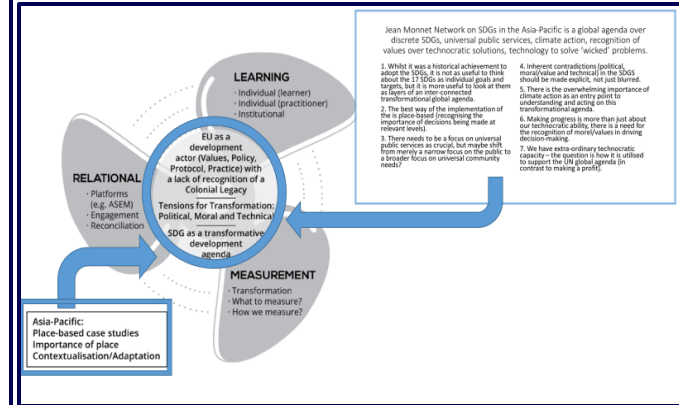 Jean Monnet Network on SDGs in the Asia-Pacific is a global agenda over
discrete SDGs, universal public services, climate action, recognition of
values over technocratic solutions, technology to solve ‘wicked’ problems.
1. Whilst it was a historical achievement to
adopt the SDGs, it is not as useful to think
about the 17 SDGs as individual goals and
targets, but it is more useful to look at them
as layers of an inter-connected
transformational global agenda.
2. The best way of the implementation of
the is place-based (recognising the
importance of decisions being made at
relevant levels).
3. There needs to be a focus on universal
public services as crucial, but maybe shift
from merely a narrow focus on the public to
a broader focus on universal community
needs?
4. Inherent contradictions (political,
moral/value and technical) in the SDGS
should be made explicit, not just blurred.
5. There is the overwhelming importance of
climate action as an entry point to
understanding and acting on this
transformational agenda.
6. Making progress is more than just about
our technocratic ability, there is a need for
the recognition of morel/values in driving
decision-making.
7. We have extra-ordinary technocratic
capacity – the question is how it is utilised
to support the UN global agenda (in
contrast to making a profit).
LEARNING
· Individual (learner)
· Individual (practitioner)
· Institutional
EU as a
development
actor (Values, Policy,
Protocol, Practice) with
a lack of recognition of a
Colonial Legacy
Tensions for Transformation:
Political, Moral and Technical
SDG as a transformative
development
agenda
RELATIONAL
· Platforms
(e.g. ASEM)
· Engagement
· Reconciliation
MEASUREMENT
· Transformation
· What to measure?
· How we measure?
Asia-Pacific:
Place-based case studies
Importance of place
Contextualisation/Adaptation